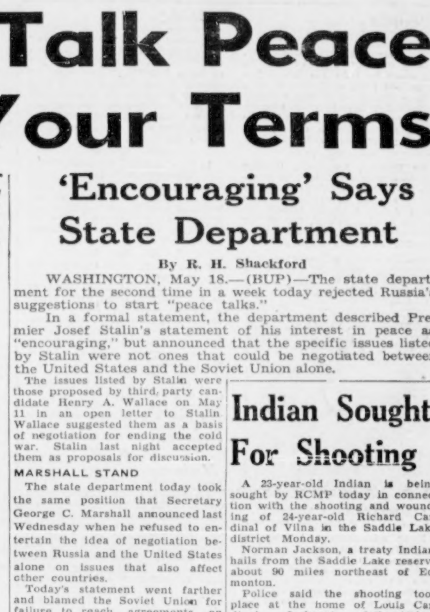 Talk Peace
Your Terms
'Encouraging' Says
State Department
By R. H. Shackford
WASHINGTON, May 18.—(BUP)—The state depart
ment for the second time in a week today rejected Russia's
suggestions to start "peace talks."
In a formal statement, the department described Pre
mier Josef Stalin's statement of his interest in peace as
"encouraging," but announced that the specific issues listed
by Stalin were not ones that could be negotiated between
the United States and the Soviet Union alone.
The issues listed by Stalin were
those proposed by third, party can-
didate Henry A. Wallace on May
11 in an open letter to Stalin.
Wallace suggested them as a basis
of negotiation for ending the cold
war. Stalin last night accepted
them as proposals for discussion.
MARSHALL STAND
The state department today took
the same position that Secretary
George C. Marshall announced last
Wednesday when he refused to en-
tertain the idea of negotiation be-
tween Russia and the United States
alone on issues that also affect
other countries.
Today's statement went farther
and blamed the Soviet Union for
failure to reach agreements on
Indian Sought
For Shooting
A 23-year-old Indian is bein
sought by RCMP today in connec
tion with the shooting and wound
ing of 24-year-old Richard Car
dinal of Vilna in the Saddle Lak
district Monday.
Norman Jackson, a treaty Indian
hails from the Saddle Lake reserv
about 90 miles northeast of Ed
monton.
Police said the shooting too
place at the home of Louis Ca